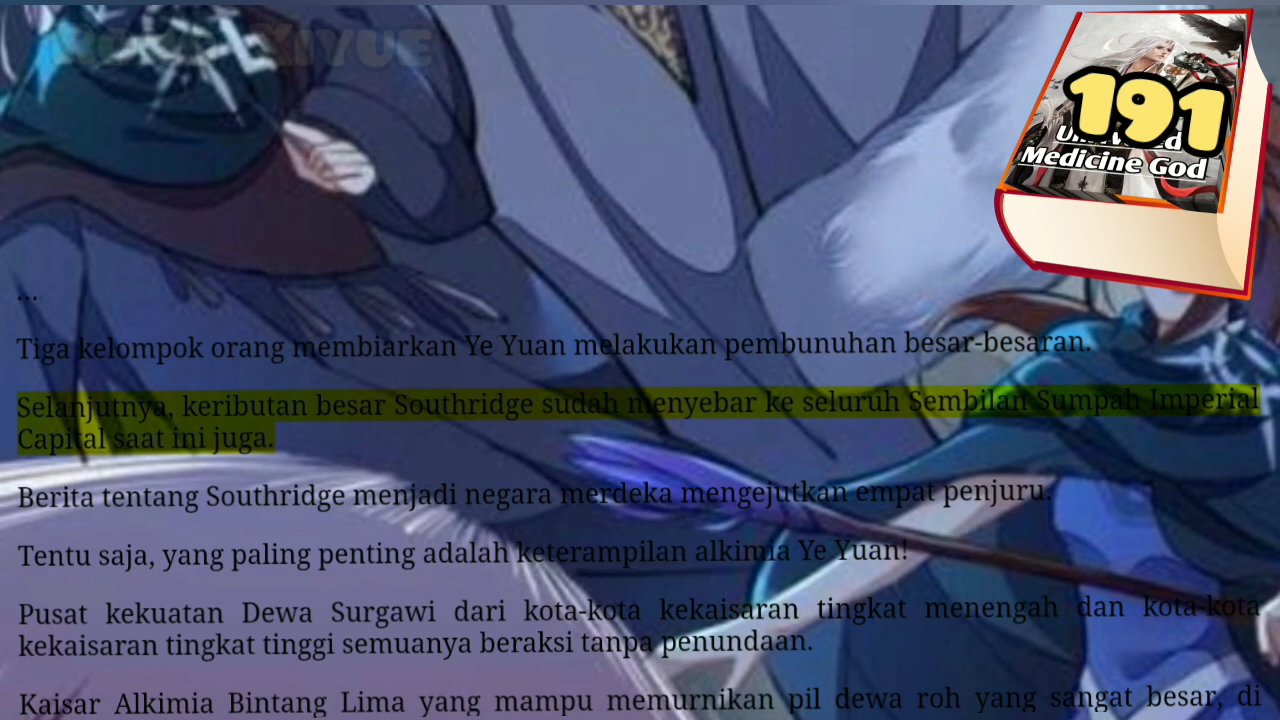 XIYUE
191
Medicine God
...
Tiga kelompok orang membiarkan Ye Yuan melakukan pembunuhan besar-besaran.
Selanjutnya, keributan besar Southridge sudah menyebar ke seluruh Sembilan Sumpah Imperial
Capital saat ini juga.
Berita tentang Southridge menjadi negara merdeka mengejutkan empat penjuru.
Tentu saja, yang paling penting adalah keterampilan alkimia Ye Yuan!
Pusat kekuatan Dewa Surgawi dari kota-kota kekaisaran tingkat menengah dan kota-kota
kekaisaran tingkat tinggi semuanya beraksi tanpa penundaan.
Kaisar Alkimia Bintang Lima yang mampu memurnikan pil dewa roh yang sangat besar, di